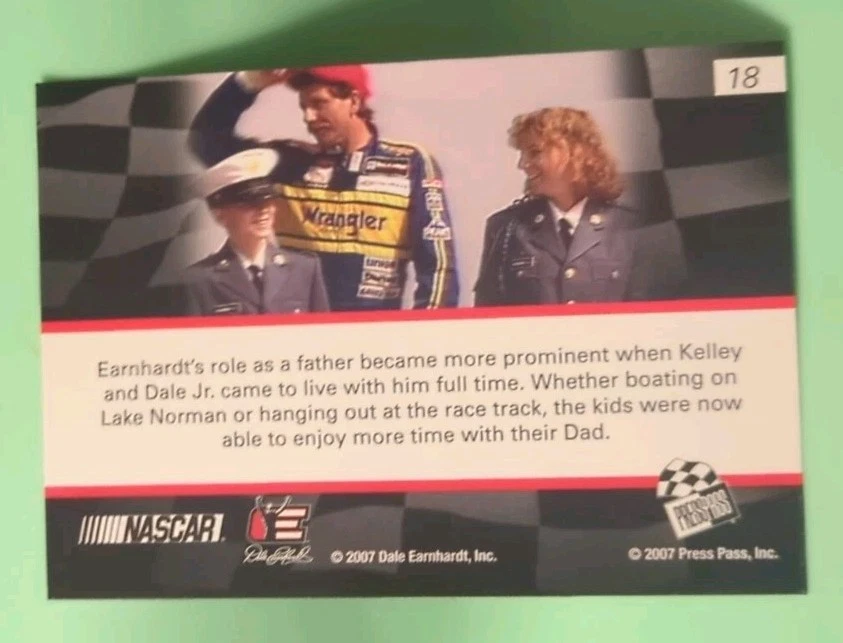 18
Wrangler
Earnhardt's role as a father became more prominent when Kelley
and Dale Jr. came to live with him full time. Whether boating on
Lake Norman or hanging out at the race track, the kids were now
able to enjoy more time with their Dad.
NASCAR.
E
© 2007 Dale Earnhardt, Inc.
PRESS PASS
© 2007 Press Pass, Inc.